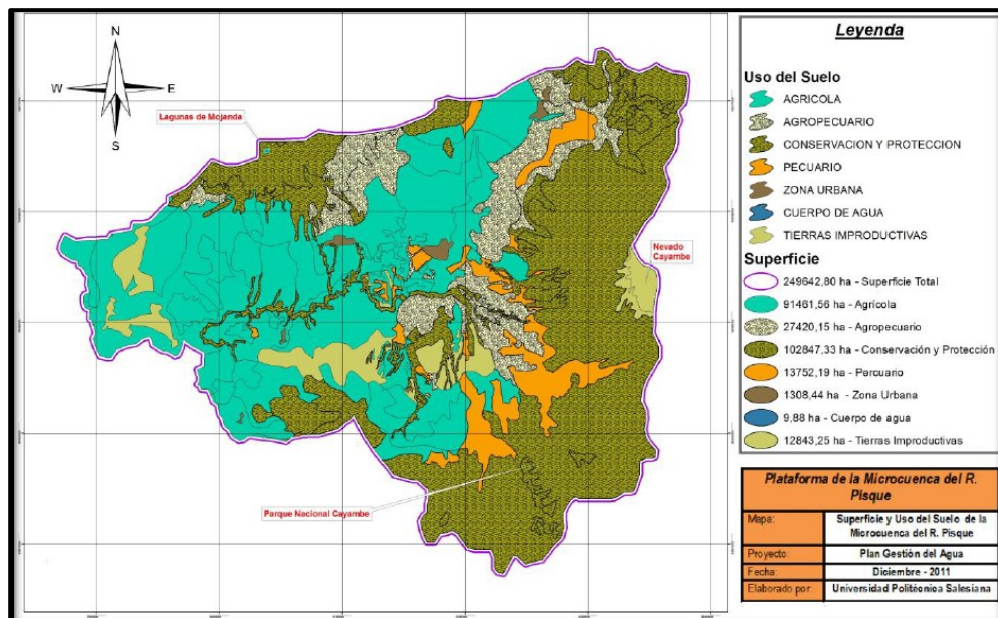 N
W
E
S
Lagunas de Mojanda
Nevado
Cayambe
Parque Nacional Cayambe
Leyenda
Uso del Suelo
AGRICOLA
AGROPECUARIO
CONSERVACION Y PROTECCION
PECUARIO
ZONA URBANA
CUERPO DE AGUA
TIERRAS IMPRODUCTIVAS
Superficie
249642,80 ha - Superficie Total
91461,56 ha - Agrícola
27420,15 ha - Agropecuario
102847,33 ha - Conservación y Protección
13752,19 ha - Percuario
1308,44 ha - Zona Urbana
9,88 ha - Cuerpo de agua
12843,25 ha - Tierras Improductivas
Plataforma de la Microcuenca del R.
Pisque
Mapa:
Superficie y Uso del Suelo de la
Microcuenca del R. Pisque
Proyecto:
Plan Gestión del Agua
Fecha:
Diciembre - 2011
Elaborado por:
Universidad Politécnica Salesiana